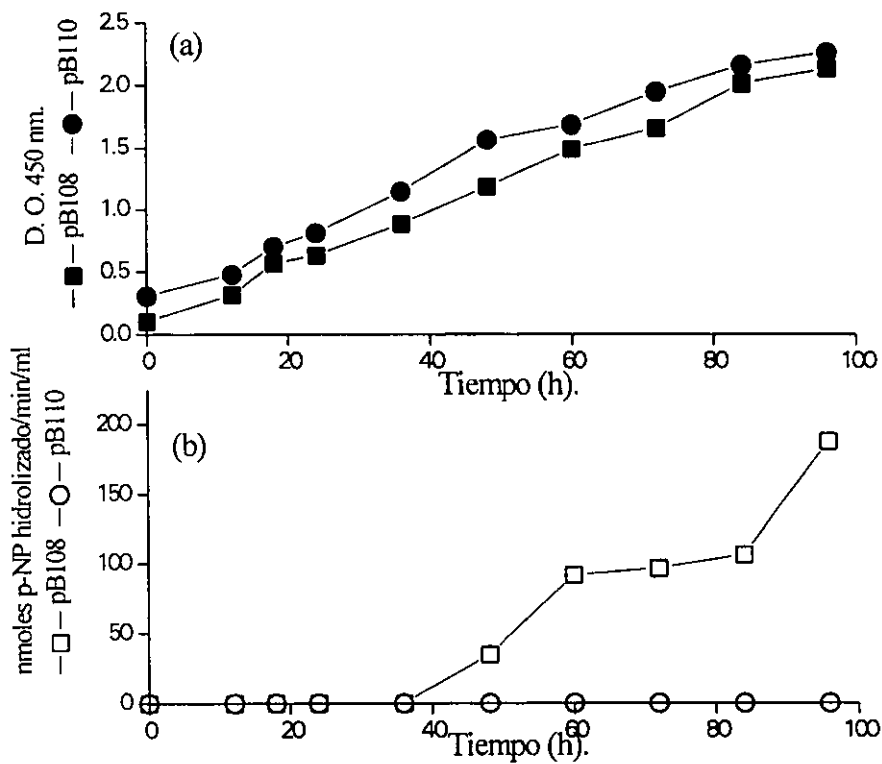 (a)
D. O. 450 nm.
pB108 pB110
2.5
2.0
1.5
1.0
0.5
0.0
0 20 40 60 80 100
Tiempo (h).
(b)
nmoles p-NP hidrolizado/min/ml
pB108 pB110
200
150
100
50
0
0 20 40 60 80 100
Tiempo (h).